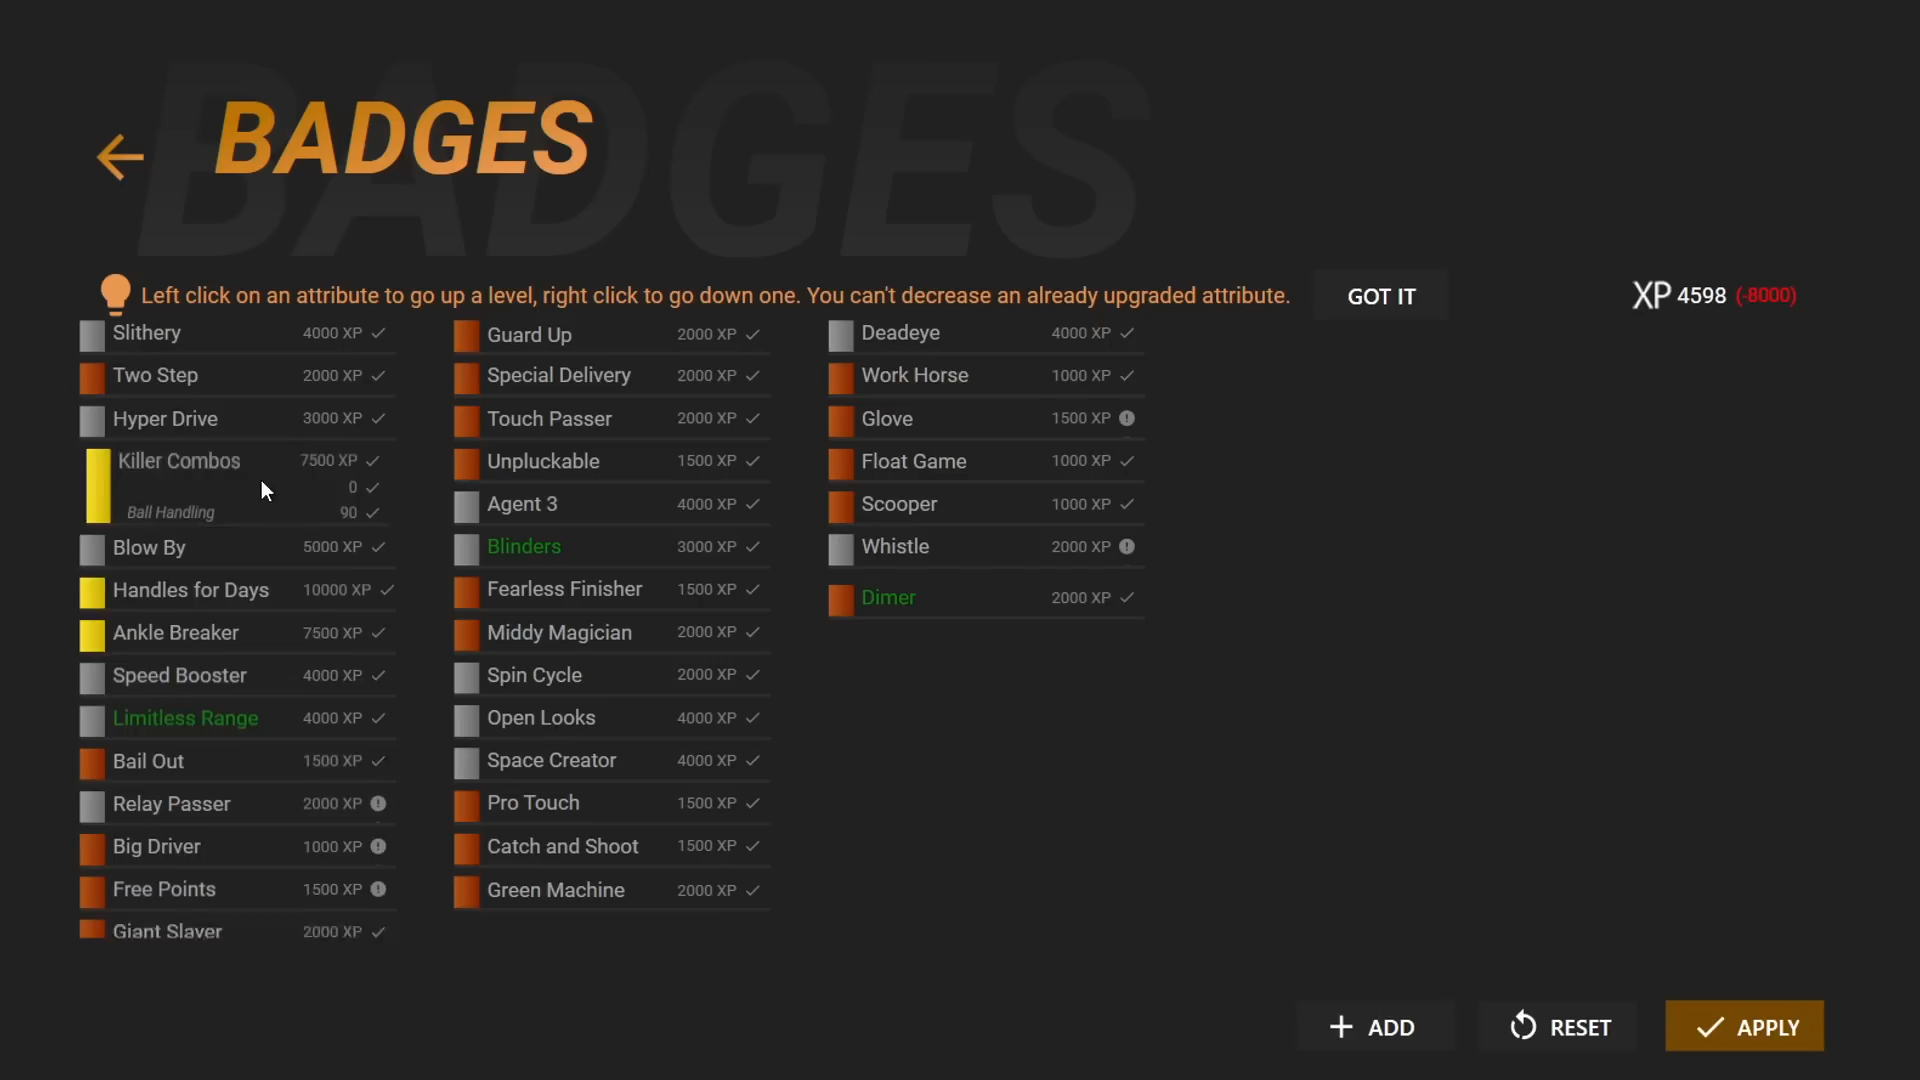 BADGES
BADGES
Left click on an attribute to go up a level, right click to go down one. You can't decrease an already upgraded attribute.
GOT IT
XP 4598 (-8000)
Slithery 4000 XP
Two Step 2000 XP
Hyper Drive 3000 XP
Killer Combos 7500 XP
0
Ball Handling 90
Blow By 5000 XP
Handles for Days 10000 XP
Ankle Breaker 7500 XP
Speed Booster 4000 XP
Limitless Range 4000 XP
Bail Out 1500 XP
Relay Passer 2000 XP
Big Driver 1000 XP
Free Points 1500 XP
Giant Slayer 2000 XP
Guard Up 2000 XP
Special Delivery 2000 XP
Touch Passer 2000 XP
Unpluckable 1500 XP
Agent 3 4000 XP
Blinders 3000 XP
Fearless Finisher 1500 XP
Middy Magician 2000 XP
Spin Cycle 2000 XP
Open Looks 4000 XP
Space Creator 4000 XP
Pro Touch 1500 XP
Catch and Shoot 1500 XP
Green Machine 2000 XP
Deadeye 4000 XP
Work Horse 1000 XP
Glove 1500 XP
Float Game 1000 XP
Scooper 1000 XP
Whistle 2000 XP
Dimer 2000 XP
ADD
RESET
APPLY